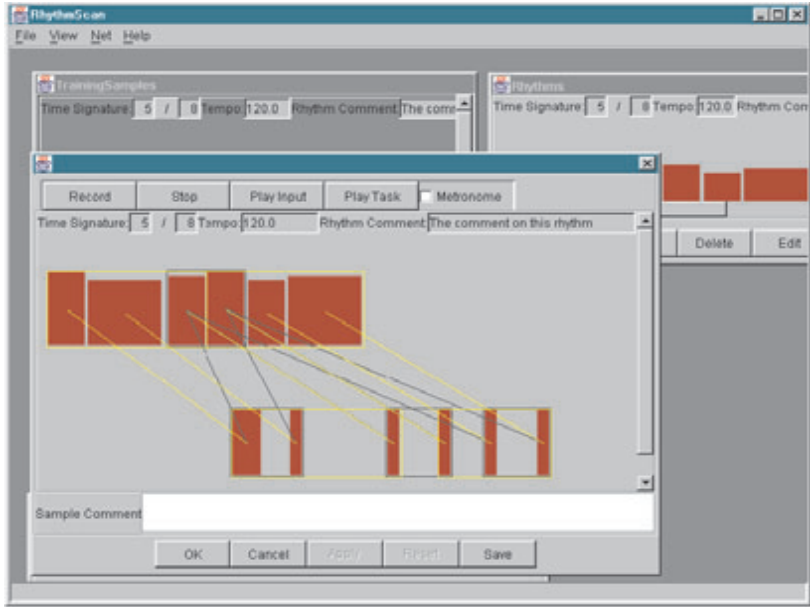 RhythmScan
File View Net Help
TrainingSamples
Time Signature: 5 / 8 Tempo: 120.0 Rhythm Comment The comm
Rhythms
Time Signature: 5 / 8 Tempo: 120.0 Rhythm Com
Record Stop Play Input Play Task Metronome
Time Signature: 5 / 8 Tempo: 120.0 Rhythm Comment The comment on this rhythm
Delete Edit
Sample Comment
OK Cancel Apply Reset Save